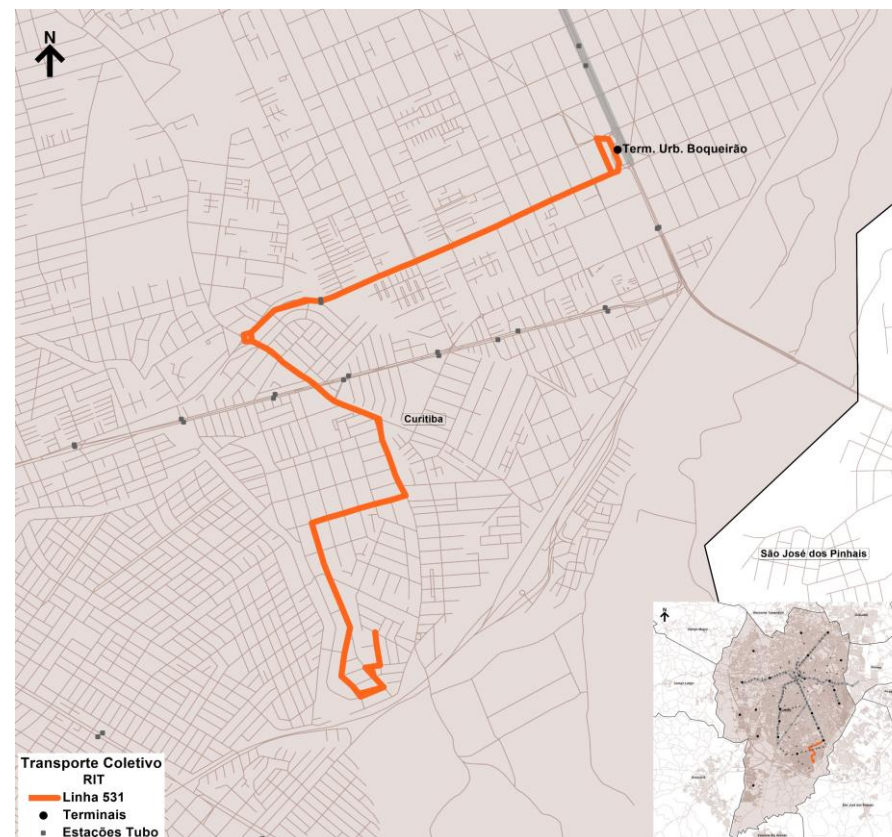 N
Term. Urb. Boqueirão
Curitiba
São José dos Pinhais
N
Transporte Coletivo
RIT
Linha 531
Terminais
Estações Tubo